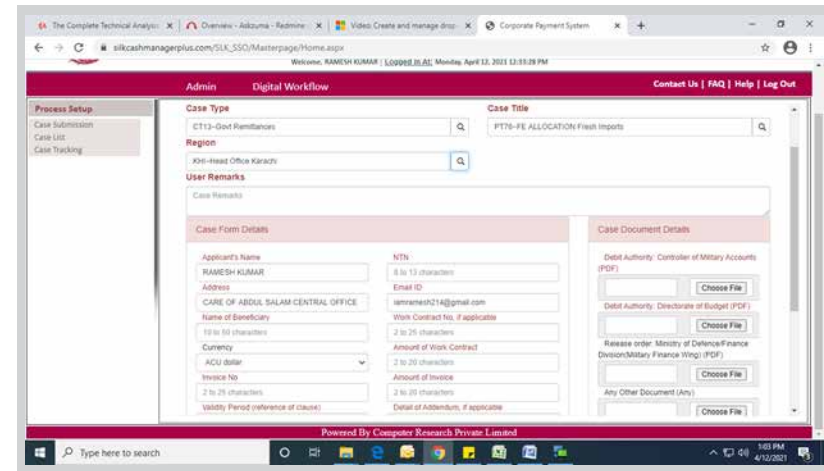 The Complete Technical Analysis
Overview - Askzuma - Redmine
Video: Create and manage drop-
Corporate Payment System
silkcashmanagerplus.com/SLK_SSO/Masterpage/Home.aspx
Welcome, RAMESH KUMAR | Logged In At: Monday, April 12, 2021 12:53:28 PM
Admin Digital Workflow Contact Us | FAQ | Help | Log Out
Process Setup
Case Submission
Case List
Case Tracking
Case Type Case Title
CT13-Govt Remittances PT76-FE ALLOCATION Fresh Imports
Region
KHI-Head Office Karachi
User Remarks
Case Remarks
Case Form Details Case Document Details
Applicant's Name NTN
RAMESH KUMAR 8 to 13 characters
Address Email ID
CARE OF ABDUL SALAM CENTRAL OFFICE iamramesh214@gmail.com
Name of Beneficiary Work Contract No, if applicable
10 to 50 characters 2 to 25 characters
Currency Amount of Work Contract
ACU dollar 2 to 20 characters
Invoice No Amount of Invoice
2 to 25 characters 2 to 20 characters
Validity Period (reference of clause) Detail of Addendum, if applicable
Debit Authority: Controller of Military Accounts
(PDF)
Choose File
Debit Authority: Directorate of Budget (PDF)
Choose File
Release order: Ministry of Defence/Finance
Division(Military Finance Wing) (PDF)
Choose File
Any Other Document (Any)
Choose File
Powered By Computer Research Private Limited
Type here to search
1:03 PM
4/12/2021